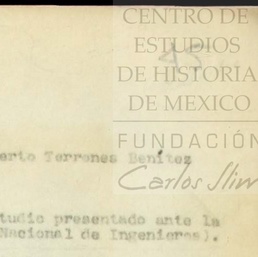 CENTRO DE
ESTUDIOS
DE HISTORIA
DE MEXICO
FUNDACIÓN
Carlos Slim
erto Terrones Benitez
tudio presentado ante la
Nacional de Ingenieros).